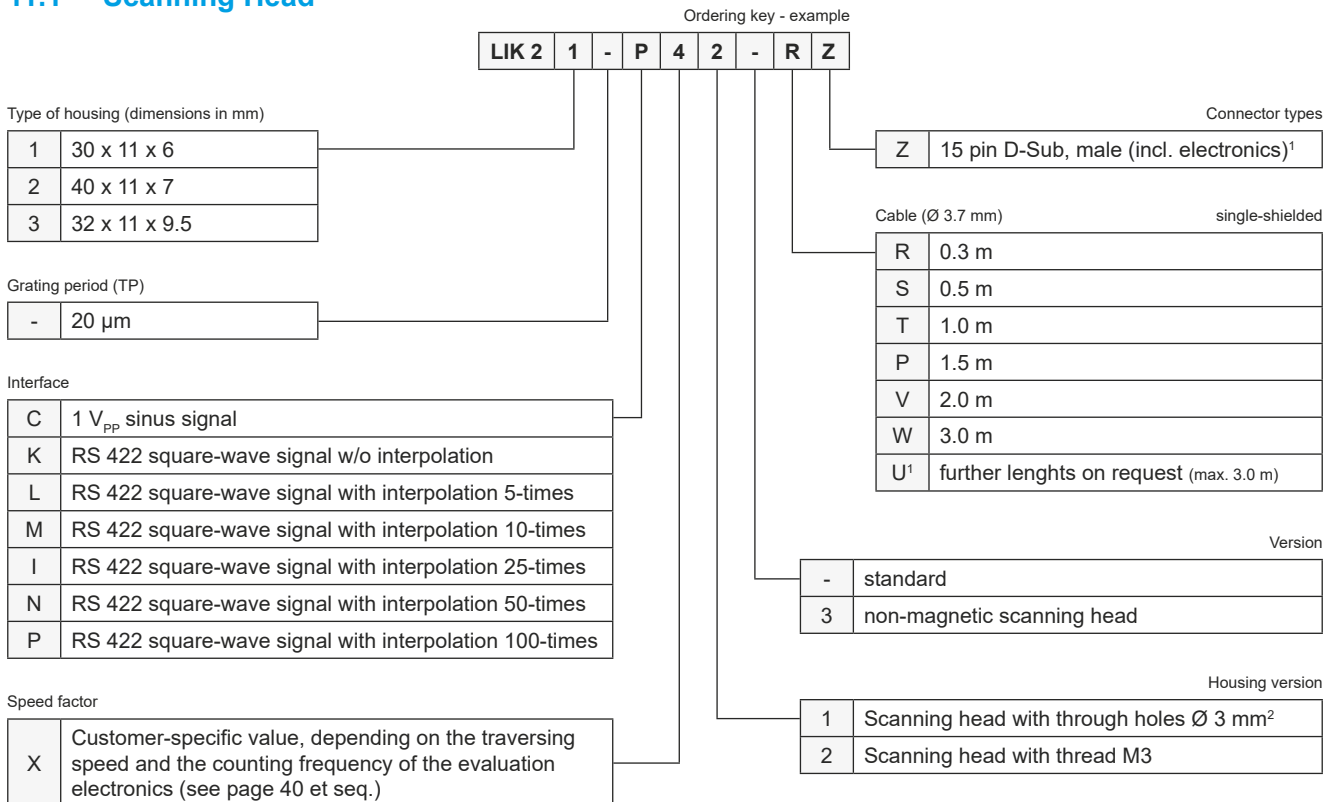 11.1 Scanning Head
Ordering key - example
LIK 2 1 - P 4 2 - R Z
Type of housing (dimensions in mm)
1 30 x 11 x 6
2 40 x 11 x 7
3 32 x 11 x 9.5
Grating period (TP)
- 20 µm
Interface
C 1 VPP sinus signal
K RS 422 square-wave signal w/o interpolation
L RS 422 square-wave signal with interpolation 5-times
M RS 422 square-wave signal with interpolation 10-times
I RS 422 square-wave signal with interpolation 25-times
N RS 422 square-wave signal with interpolation 50-times
P RS 422 square-wave signal with interpolation 100-times
Speed factor
X Customer-specific value, depending on the traversing
speed and the counting frequency of the evaluation
electronics (see page 40 et seq.)
Connector types
Z 15 pin D-Sub, male (incl. electronics)¹
Cable (Ø 3.7 mm) single-shielded
R 0.3 m
S 0.5 m
T 1.0 m
P 1.5 m
V 2.0 m
W 3.0 m
U¹ further lenghts on request (max. 3.0 m)
Version
- standard
3 non-magnetic scanning head
Housing version
1 Scanning head with through holes Ø 3 mm²
2 Scanning head with thread M3